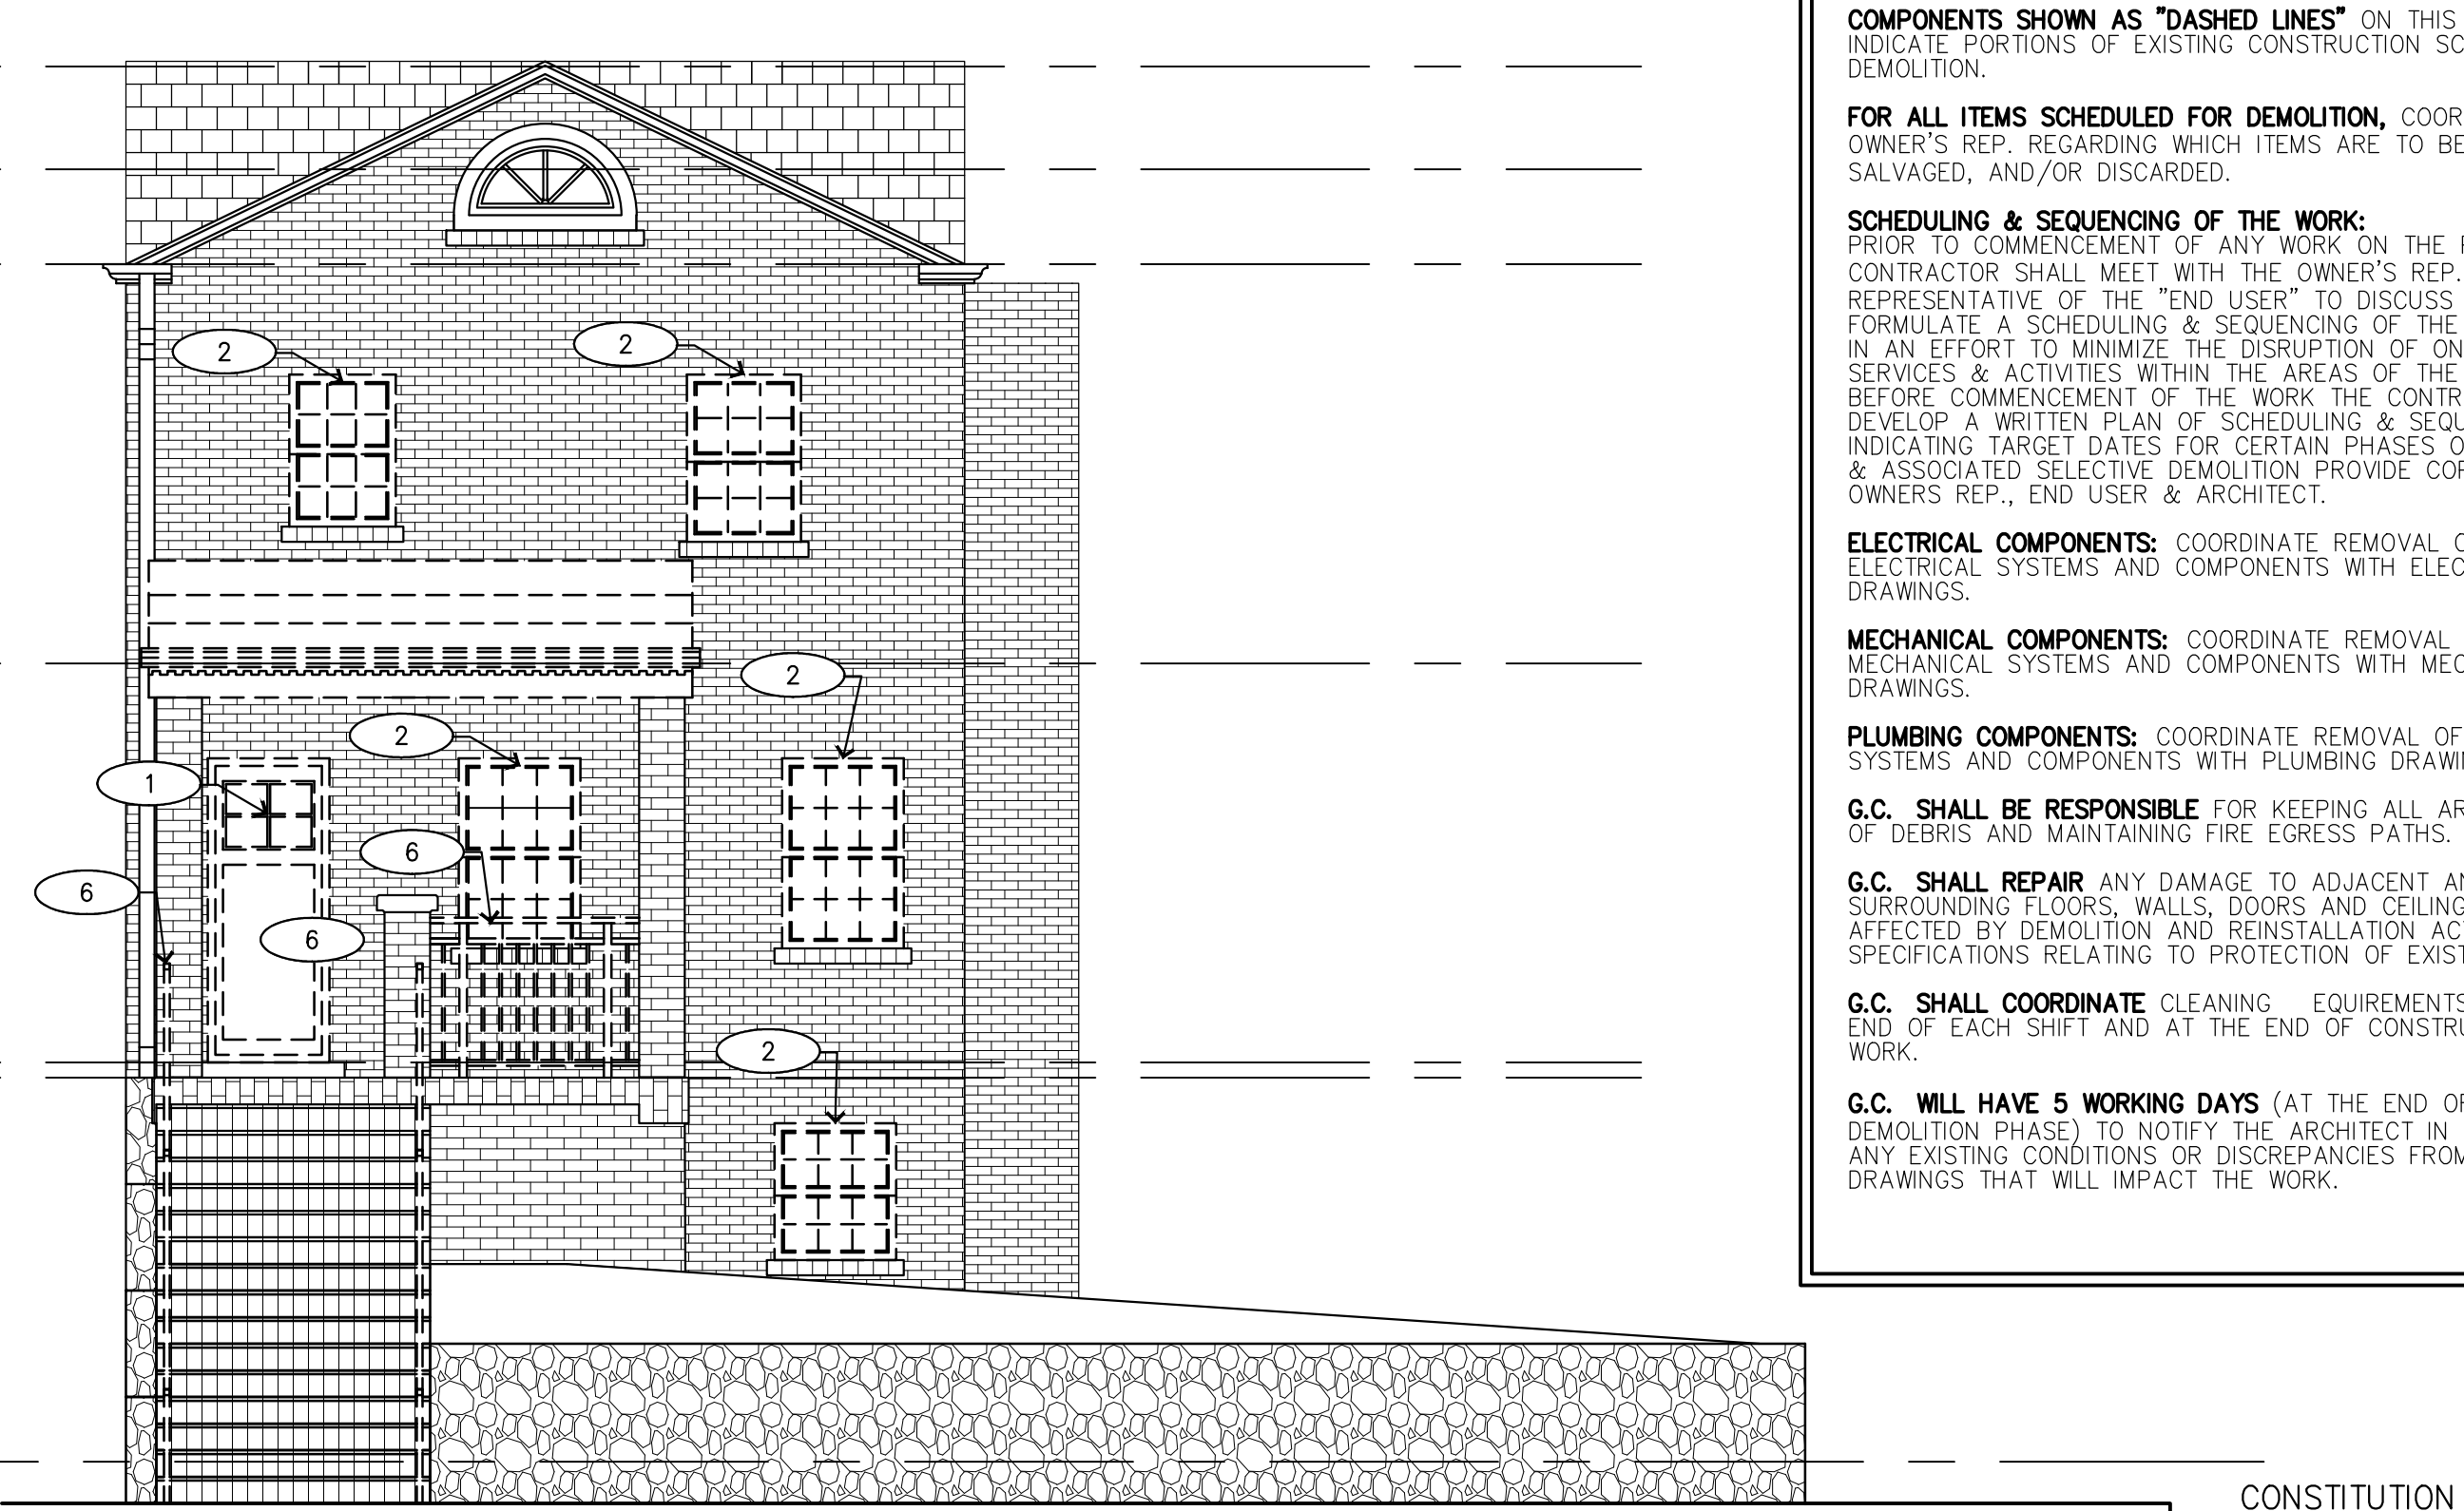 2
2
2
2
1
6
6
6
2
COMPONENTS SHOWN AS "DASHED LINES" ON THIS
INDICATE PORTIONS OF EXISTING CONSTRUCTION SC
DEMOLITION.
FOR ALL ITEMS SCHEDULED FOR DEMOLITION, COOR
OWNER'S REP. REGARDING WHICH ITEMS ARE TO BE
SALVAGED, AND/OR DISCARDED.
SCHEDULING & SEQUENCING OF THE WORK:
PRIOR TO COMMENCEMENT OF ANY WORK ON THE
CONTRACTOR SHALL MEET WITH THE OWNER'S REP.
REPRESENTATIVE OF THE "END USER" TO DISCUSS
FORMULATE A SCHEDULING & SEQUENCING OF THE
IN AN EFFORT TO MINIMIZE THE DISRUPTION OF ON
SERVICES & ACTIVITIES WITHIN THE AREAS OF THE
BEFORE COMMENCEMENT OF THE WORK THE CONTR
DEVELOP A WRITTEN PLAN OF SCHEDULING & SEQU
INDICATING TARGET DATES FOR CERTAIN PHASES O
& ASSOCIATED SELECTIVE DEMOLITION PROVIDE COP
OWNERS REP., END USER & ARCHITECT.
ELECTRICAL COMPONENTS: COORDINATE REMOVAL O
ELECTRICAL SYSTEMS AND COMPONENTS WITH ELEC
DRAWINGS.
MECHANICAL COMPONENTS: COORDINATE REMOVAL
MECHANICAL SYSTEMS AND COMPONENTS WITH MEC
DRAWINGS.
PLUMBING COMPONENTS: COORDINATE REMOVAL OF
SYSTEMS AND COMPONENTS WITH PLUMBING DRAWI
G.C. SHALL BE RESPONSIBLE FOR KEEPING ALL AR
OF DEBRIS AND MAINTAINING FIRE EGRESS PATHS.
G.C. SHALL REPAIR ANY DAMAGE TO ADJACENT AN
SURROUNDING FLOORS, WALLS, DOORS AND CEILING
AFFECTED BY DEMOLITION AND REINSTALLATION AC
SPECIFICATIONS RELATING TO PROTECTION OF EXIST
G.C. SHALL COORDINATE CLEANING EQUIREMENTS
END OF EACH SHIFT AND AT THE END OF CONSTRU
WORK.
G.C. WILL HAVE 5 WORKING DAYS (AT THE END OF
DEMOLITION PHASE) TO NOTIFY THE ARCHITECT IN
ANY EXISTING CONDITIONS OR DISCREPANCIES FROM
DRAWINGS THAT WILL IMPACT THE WORK.
CONSTITUTION